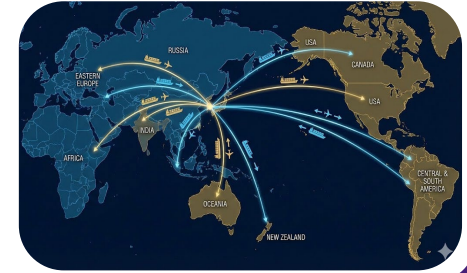 USA
RUSSIA
CANADA
EASTERN
EUROPE
USA
INDIA
AFRICA
CENTRAL &
SOUTH
AMERICA
OCEANIA
NEW ZEALAND